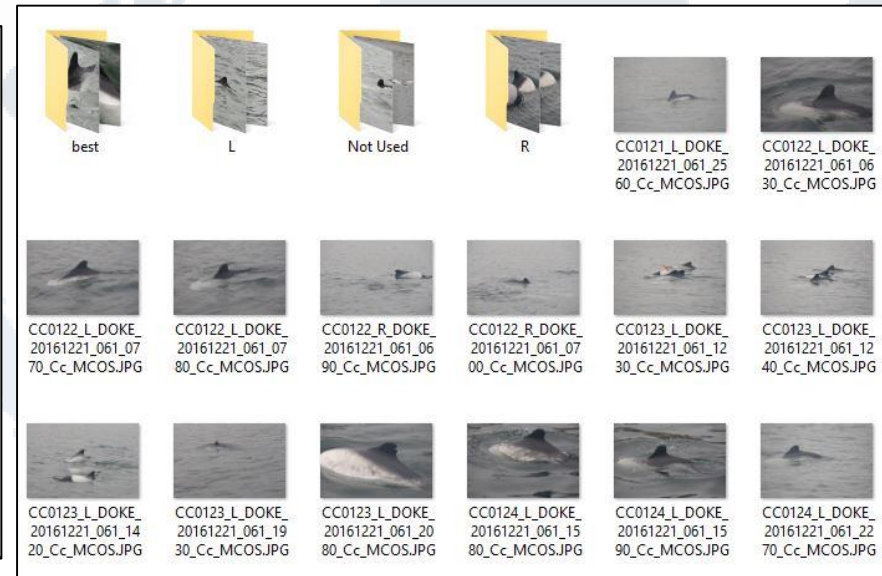 best
L
Not Used
R
CC0121_L_DOKE_
20161221_061_25
60_Cc_MCOS.JPG
CC0122_L_DOKE_
20161221_061_06
30_Cc_MCOS.JPG
CC0122_L_DOKE_
20161221_061_07
70_Cc_MCOS.JPG
CC0122_L_DOKE_
20161221_061_07
80_Cc_MCOS.JPG
CC0122_R_DOKE_
20161221_061_06
90_Cc_MCOS.JPG
CC0122_R_DOKE_
20161221_061_07
00_Cc_MCOS.JPG
CC0123_L_DOKE_
20161221_061_12
30_Cc_MCOS.JPG
CC0123_L_DOKE_
20161221_061_12
40_Cc_MCOS.JPG
CC0123_L_DOKE_
20161221_061_14
20_Cc_MCOS.JPG
CC0123_L_DOKE_
20161221_061_19
30_Cc_MCOS.JPG
CC0123_L_DOKE_
20161221_061_20
80_Cc_MCOS.JPG
CC0124_L_DOKE_
20161221_061_15
80_Cc_MCOS.JPG
CC0124_L_DOKE_
20161221_061_15
90_Cc_MCOS.JPG
CC0124_L_DOKE_
20161221_061_22
70_Cc_MCOS.JPG